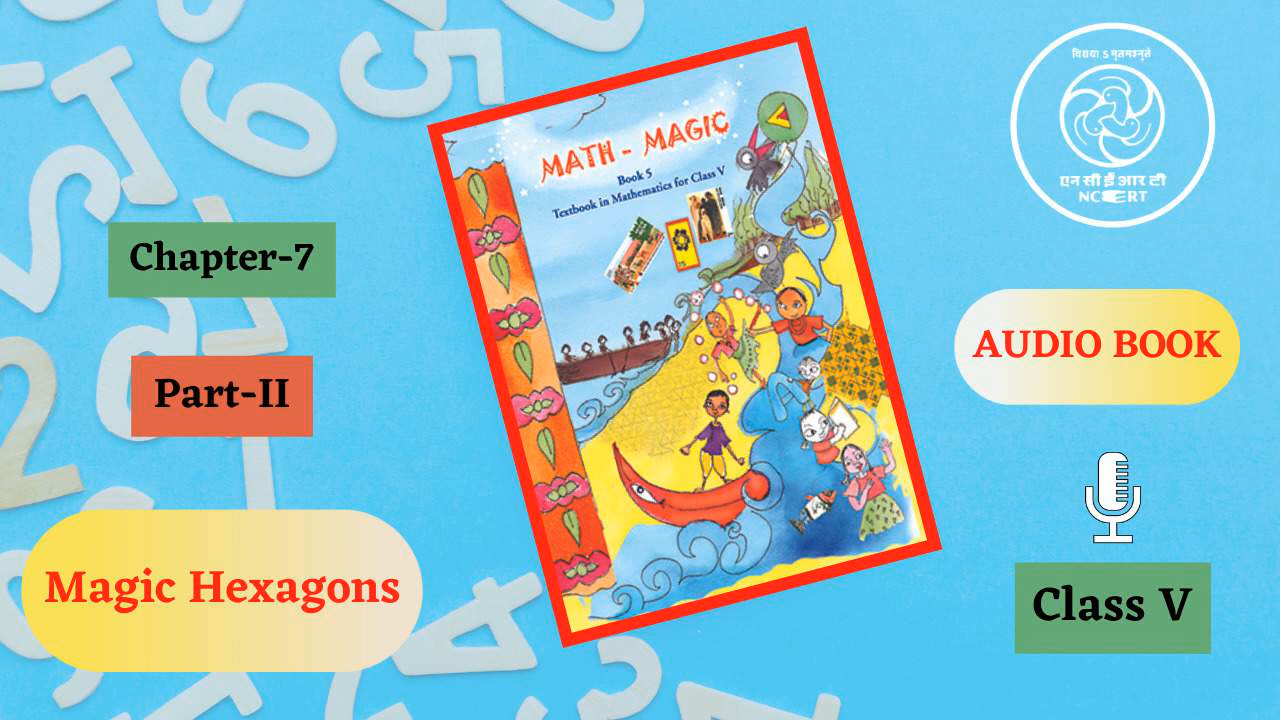 Chapter-7
Part-II
Magic Hexagons
MATH - MAGIC
Book 5
Textbook in Mathematics for Class V
विद्यया ऽ मृतमश्नुते
एन सी ई आर टी
NCERT
AUDIO BOOK
Class V